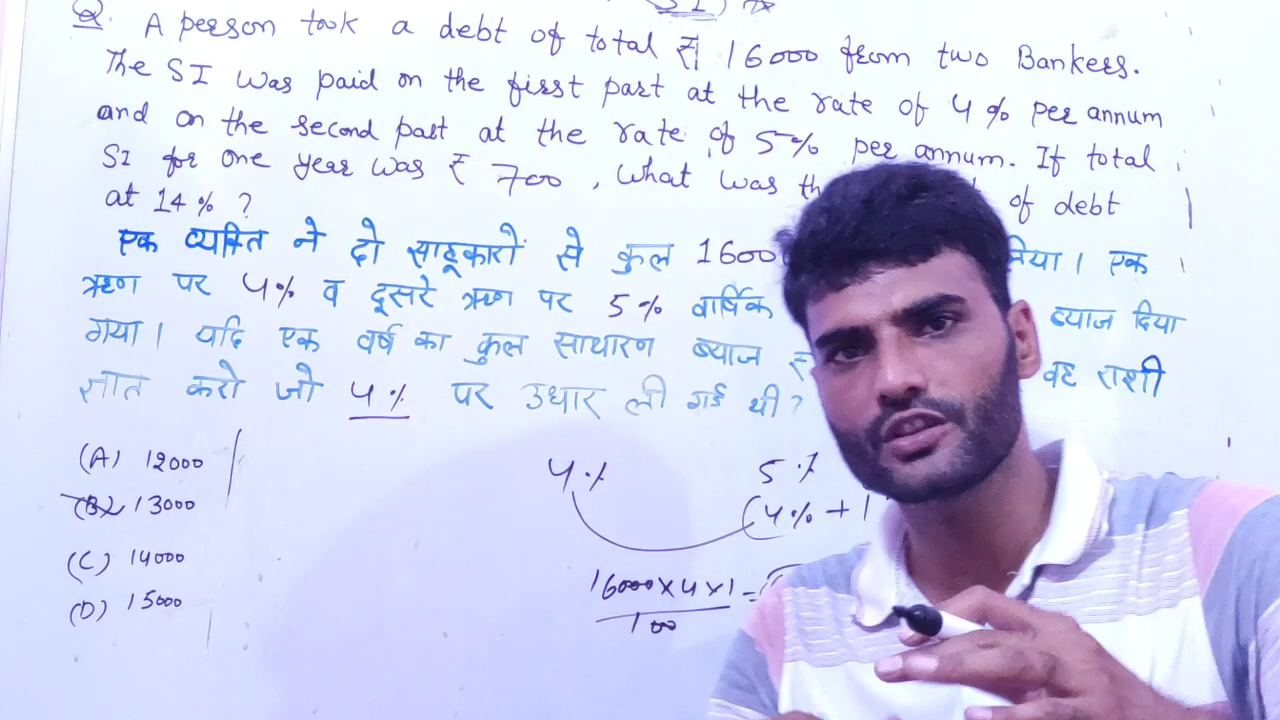 (SI)
Q. A person took a debt of total ₹ 16000 from two Bankers.
The SI was paid on the first part at the rate of 4% per annum
and on the second part at the rate of 5% per annum. If total
SI for one year was ₹ 700, what was th of debt
at 14% ?
एक व्यक्ति ने दो साहूकारों से कुल 1600 लिया। एक
ऋण पर 4% व दूसरे ऋण पर 5% वार्षिक ब्याज दिया
गया। यदि एक वर्ष का कुल साधारण ब्याज ₹ वह राशी
ज्ञात करो जो 4% पर उधार ली गई थी?
(A) 12000
(B) 13000
(C) 14000
(D) 15000
4% 5%
(4% + 1
16000×4×1 =
100